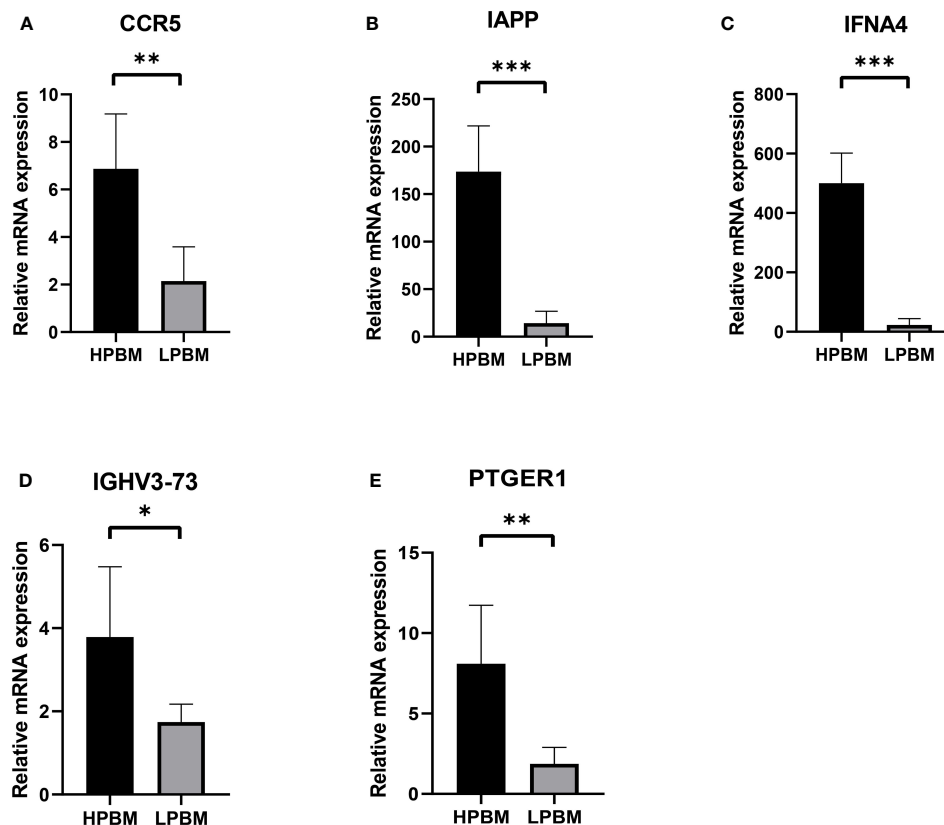 A
CCR5
**
Relative mRNA expression
10
8
6
4
2
0
HPBM LPBM
B
IAPP
***
Relative mRNA expression
250
200
150
100
50
0
HPBM LPBM
C
IFNA4
***
Relative mRNA expression
800
600
400
200
0
HPBM LPBM
D
IGHV3-73
*
Relative mRNA expression
6
4
2
0
HPBM LPBM
E
PTGER1
**
Relative mRNA expression
15
10
5
0
HPBM LPBM